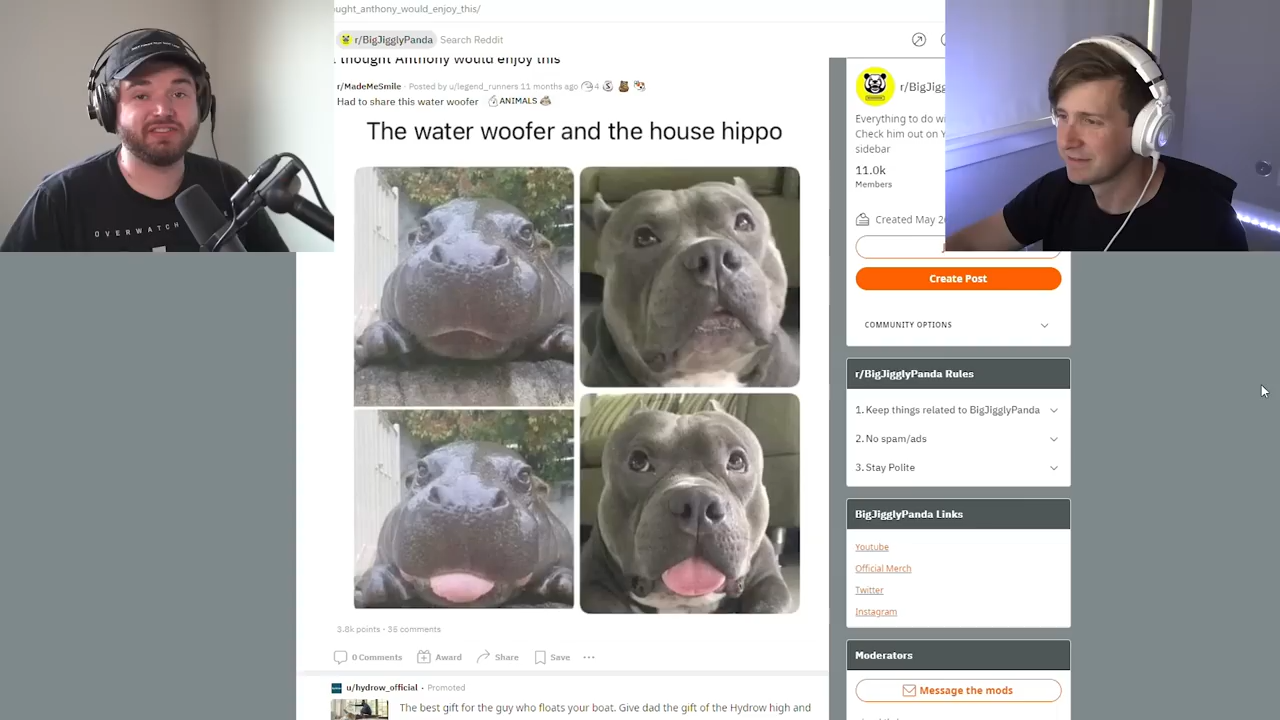 ught_anthony_would_enjoy_this/
r/BigJigglyPanda Search Reddit
thought Anthony would enjoy this
r/MadeMeSmile · Posted by u/legend_runners 11 months ago 4
Had to share this water woofer ANIMALS
The water woofer and the house hippo
3.8k points · 36 comments
0 Comments Award Share Save
u/hydrow_official · Promoted
The best gift for the guy who floats your boat. Give dad the gift of the Hydrow high and
r/BigJigg
Everything to do wi
Check him out on Y
sidebar
11.0k
Members
Created May 2
Create Post
COMMUNITY OPTIONS
r/BigJigglyPanda Rules
1. Keep things related to BigJigglyPanda
2. No spam/ads
3. Stay Polite
BigJigglyPanda Links
Youtube
Official Merch
Twitter
Instagram
Moderators
Message the mods
OVERWATCH